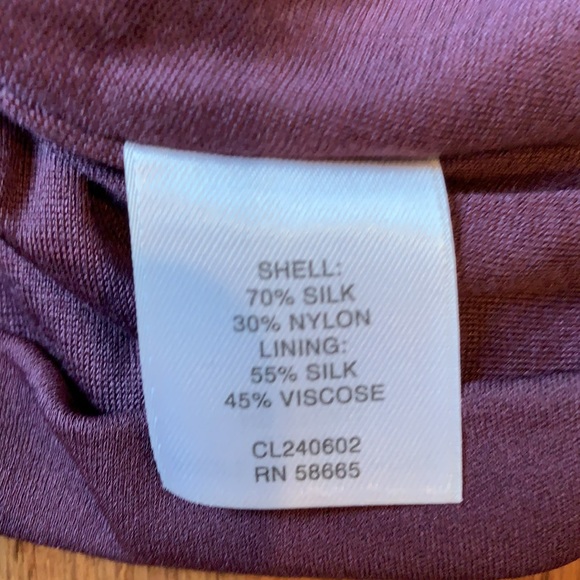 SHELL:
70% SILK
30% NYLON
LINING:
55% SILK
45% VISCOSE
CL240602
RN 58665